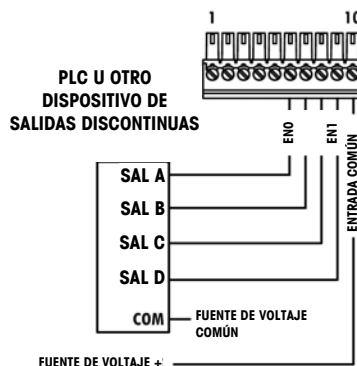 1 10
PLC U OTRO
DISPOSITIVO DE
SALIDAS DISCONTINUAS
EN0
EN1
ENTRADA COMÚN
SAL A
SAL B
SAL C
SAL D
COM
FUENTE DE VOLTAJE
COMÚN
FUENTE DE VOLTAJE +